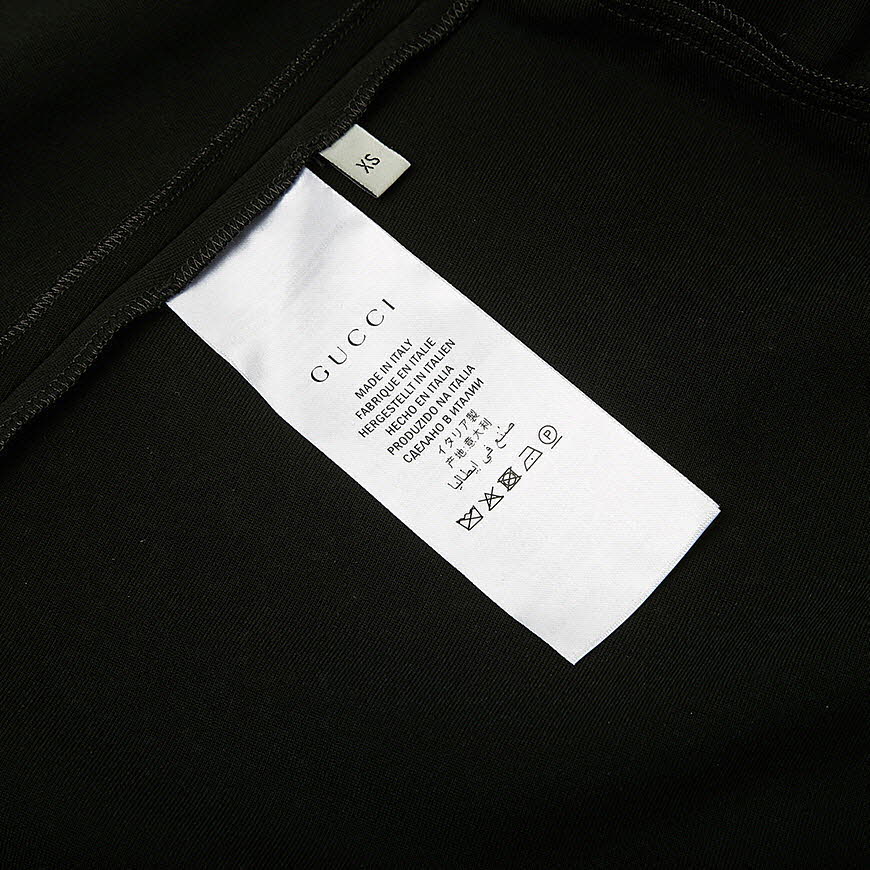 XS
GUCCI
MADE IN ITALY
FABRIQUE EN ITALIE
HERGESTELLT IN ITALIEN
HECHO EN ITALIA
PRODUZIDO NA ITALIA
СДЕЛАНО В ИТАЛИИ
イタリア製
产地:意大利
صنع في إيطاليا
P